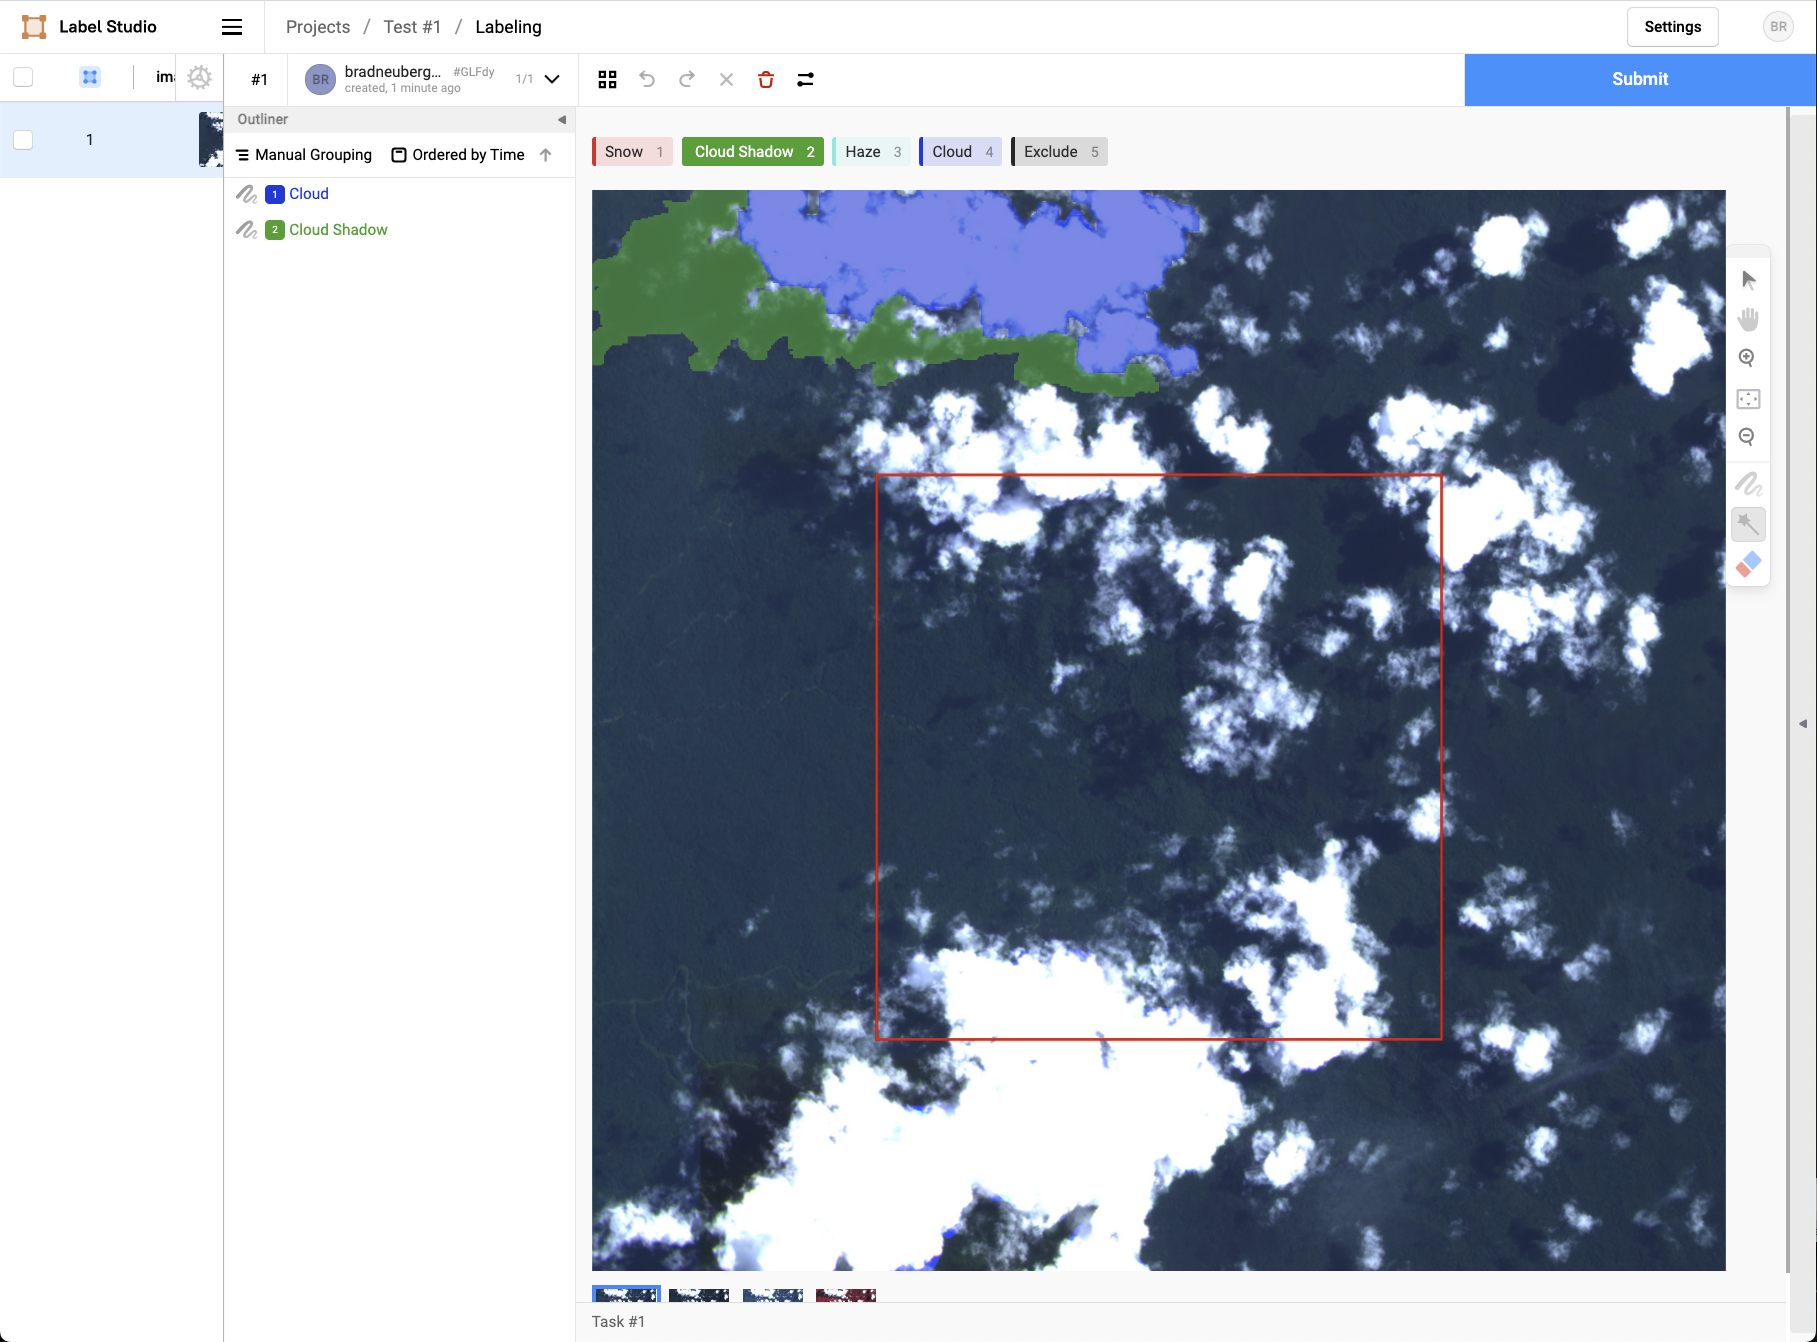 Label Studio
Projects / Test #1 / Labeling
Settings
BR
#1
BR
bradneuberg... #GLFdy
created, 1 minute ago
1/1
Submit
1
Outliner
Manual Grouping
Ordered by Time
1 Cloud
2 Cloud Shadow
Snow 1
Cloud Shadow 2
Haze 3
Cloud 4
Exclude 5
Task #1